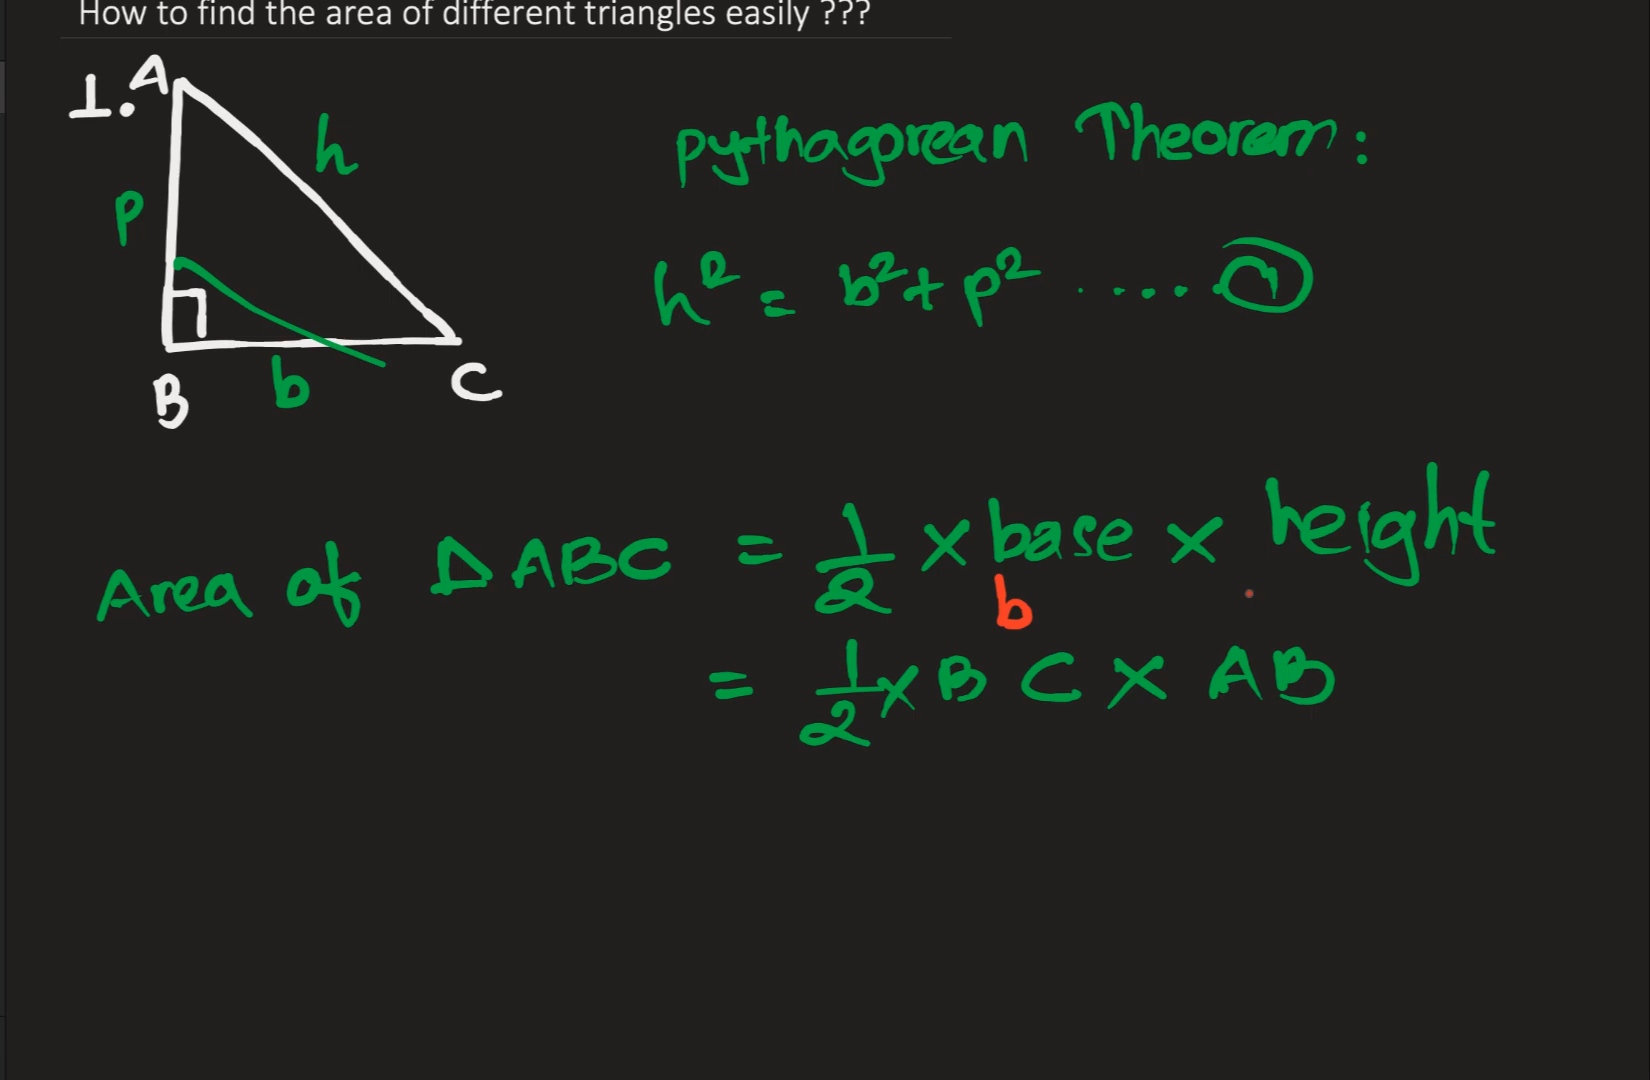 How to find the area of different triangles easily ???
1.
A
h
p
B
b
C
Pythagorean Theorem:
h² = b² + p² ....
Area of ΔABC = 1/2 × base × height
b
= 1/2 × BC × AB